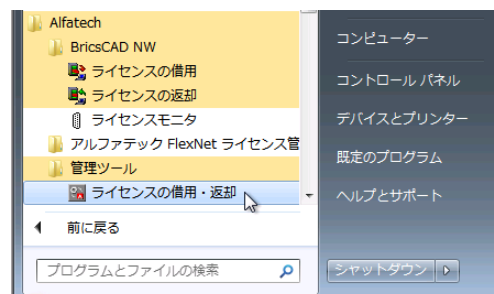 Alfatech
BricsCAD NW
ライセンスの借用
ライセンスの返却
ライセンスモニタ
アルファテック FlexNet ライセンス管
管理ツール
ライセンスの借用・返却
前に戻る
プログラムとファイルの検索
コンピューター
コントロール パネル
デバイスとプリンター
既定のプログラム
ヘルプとサポート
シャットダウン